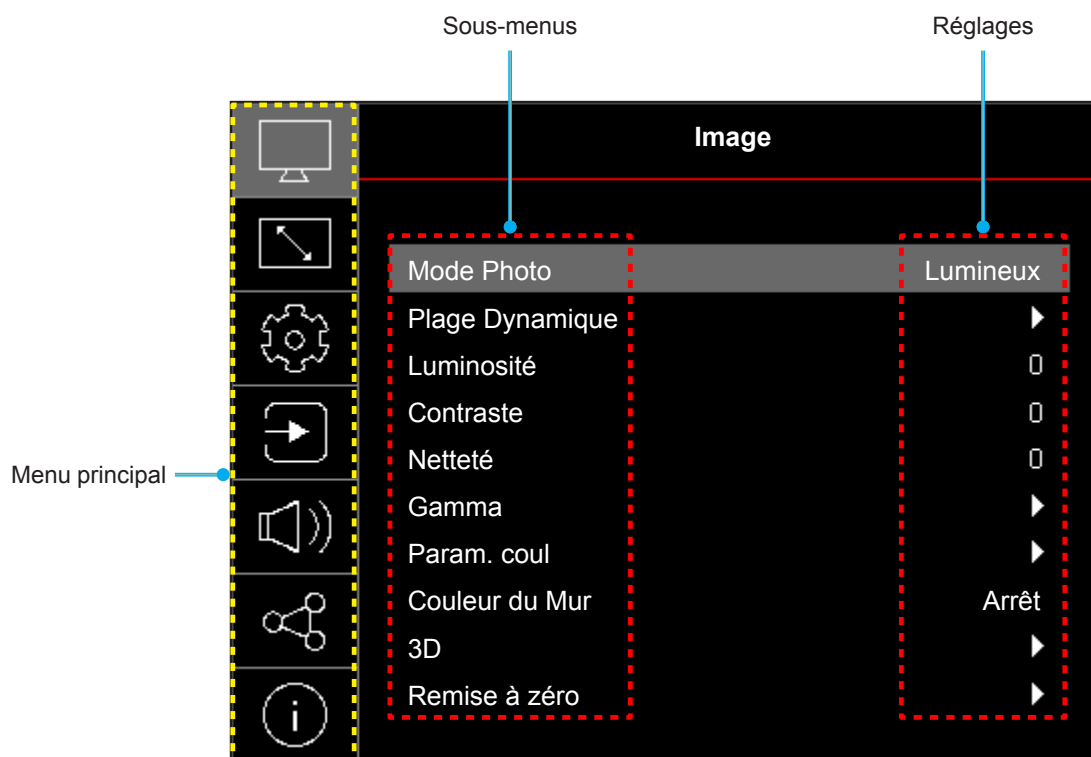 Sous-menus
Réglages
Image
Mode Photo Lumineux
Plage Dynamique
Luminosité 0
Contraste 0
Netteté 0
Gamma
Param. coul
Couleur du Mur Arrêt
3D
Remise à zéro
Menu principal
i